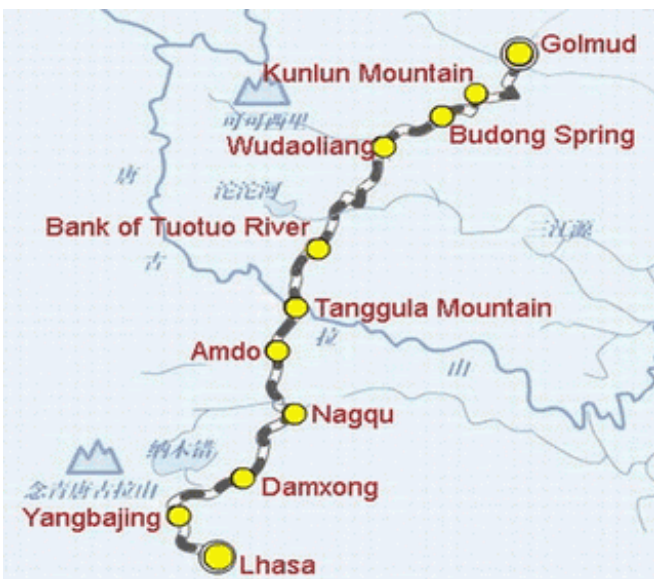 Golmud
Kunlun Mountain
可可西里
Budong Spring
Wudaoliang
唐
沱沱河
Bank of Tuotuo River
三江源
古
Tanggula Mountain
拉
Amdo
山
Nagqu
纳木错
念青唐古拉山
Damxong
Yangbajing
Lhasa